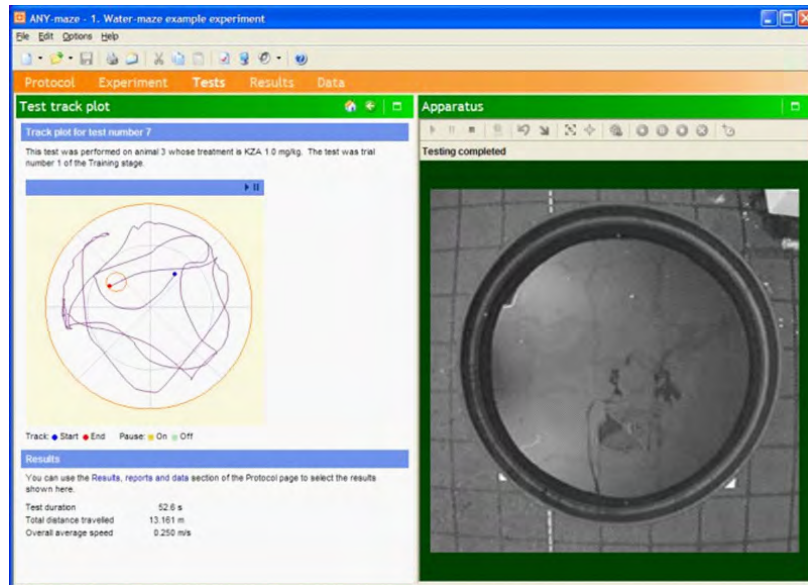 ANY-maze - 1. Water-maze example experiment
File Edit Options Help
Protocol Experiment Tests Results Data
Test track plot
Track plot for test number 7
This test was performed on animal 3 whose treatment is KZA 1.0 mg/kg. The test was trial
number 1 of the Training stage.
Track: Start End Pause: On Off
Results
You can use the Results, reports and data section of the Protocol page to select the results
shown here.
Test duration 52.6 s
Total distance travelled 13.161 m
Overall average speed 0.250 m/s
Apparatus
Testing completed